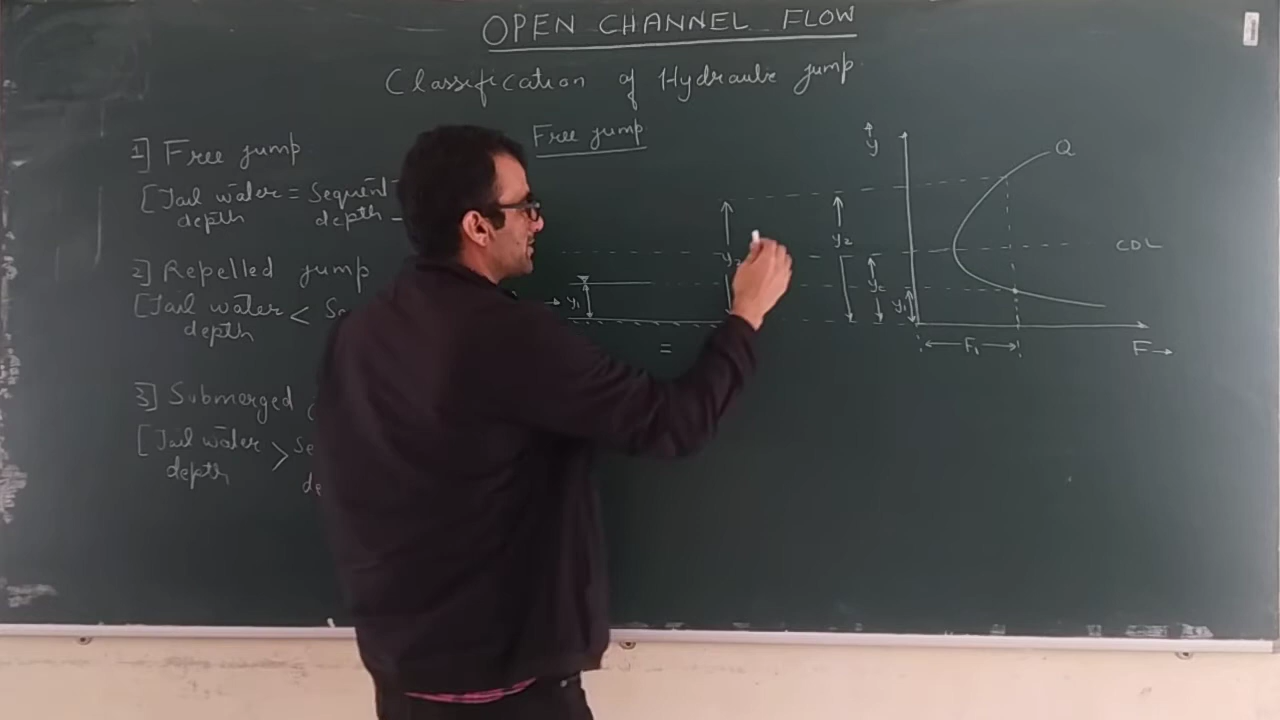 OPEN CHANNEL FLOW
Classification of Hydraulic jump
1] Free jump
[Tail water = Sequent
depth depth
2] Repelled jump
[Tail water <
depth
3] Submerged
[Tail water >
depth
Free jump
y1
y2
y2
yc
y1
y
Q
CDL
F1
F
=